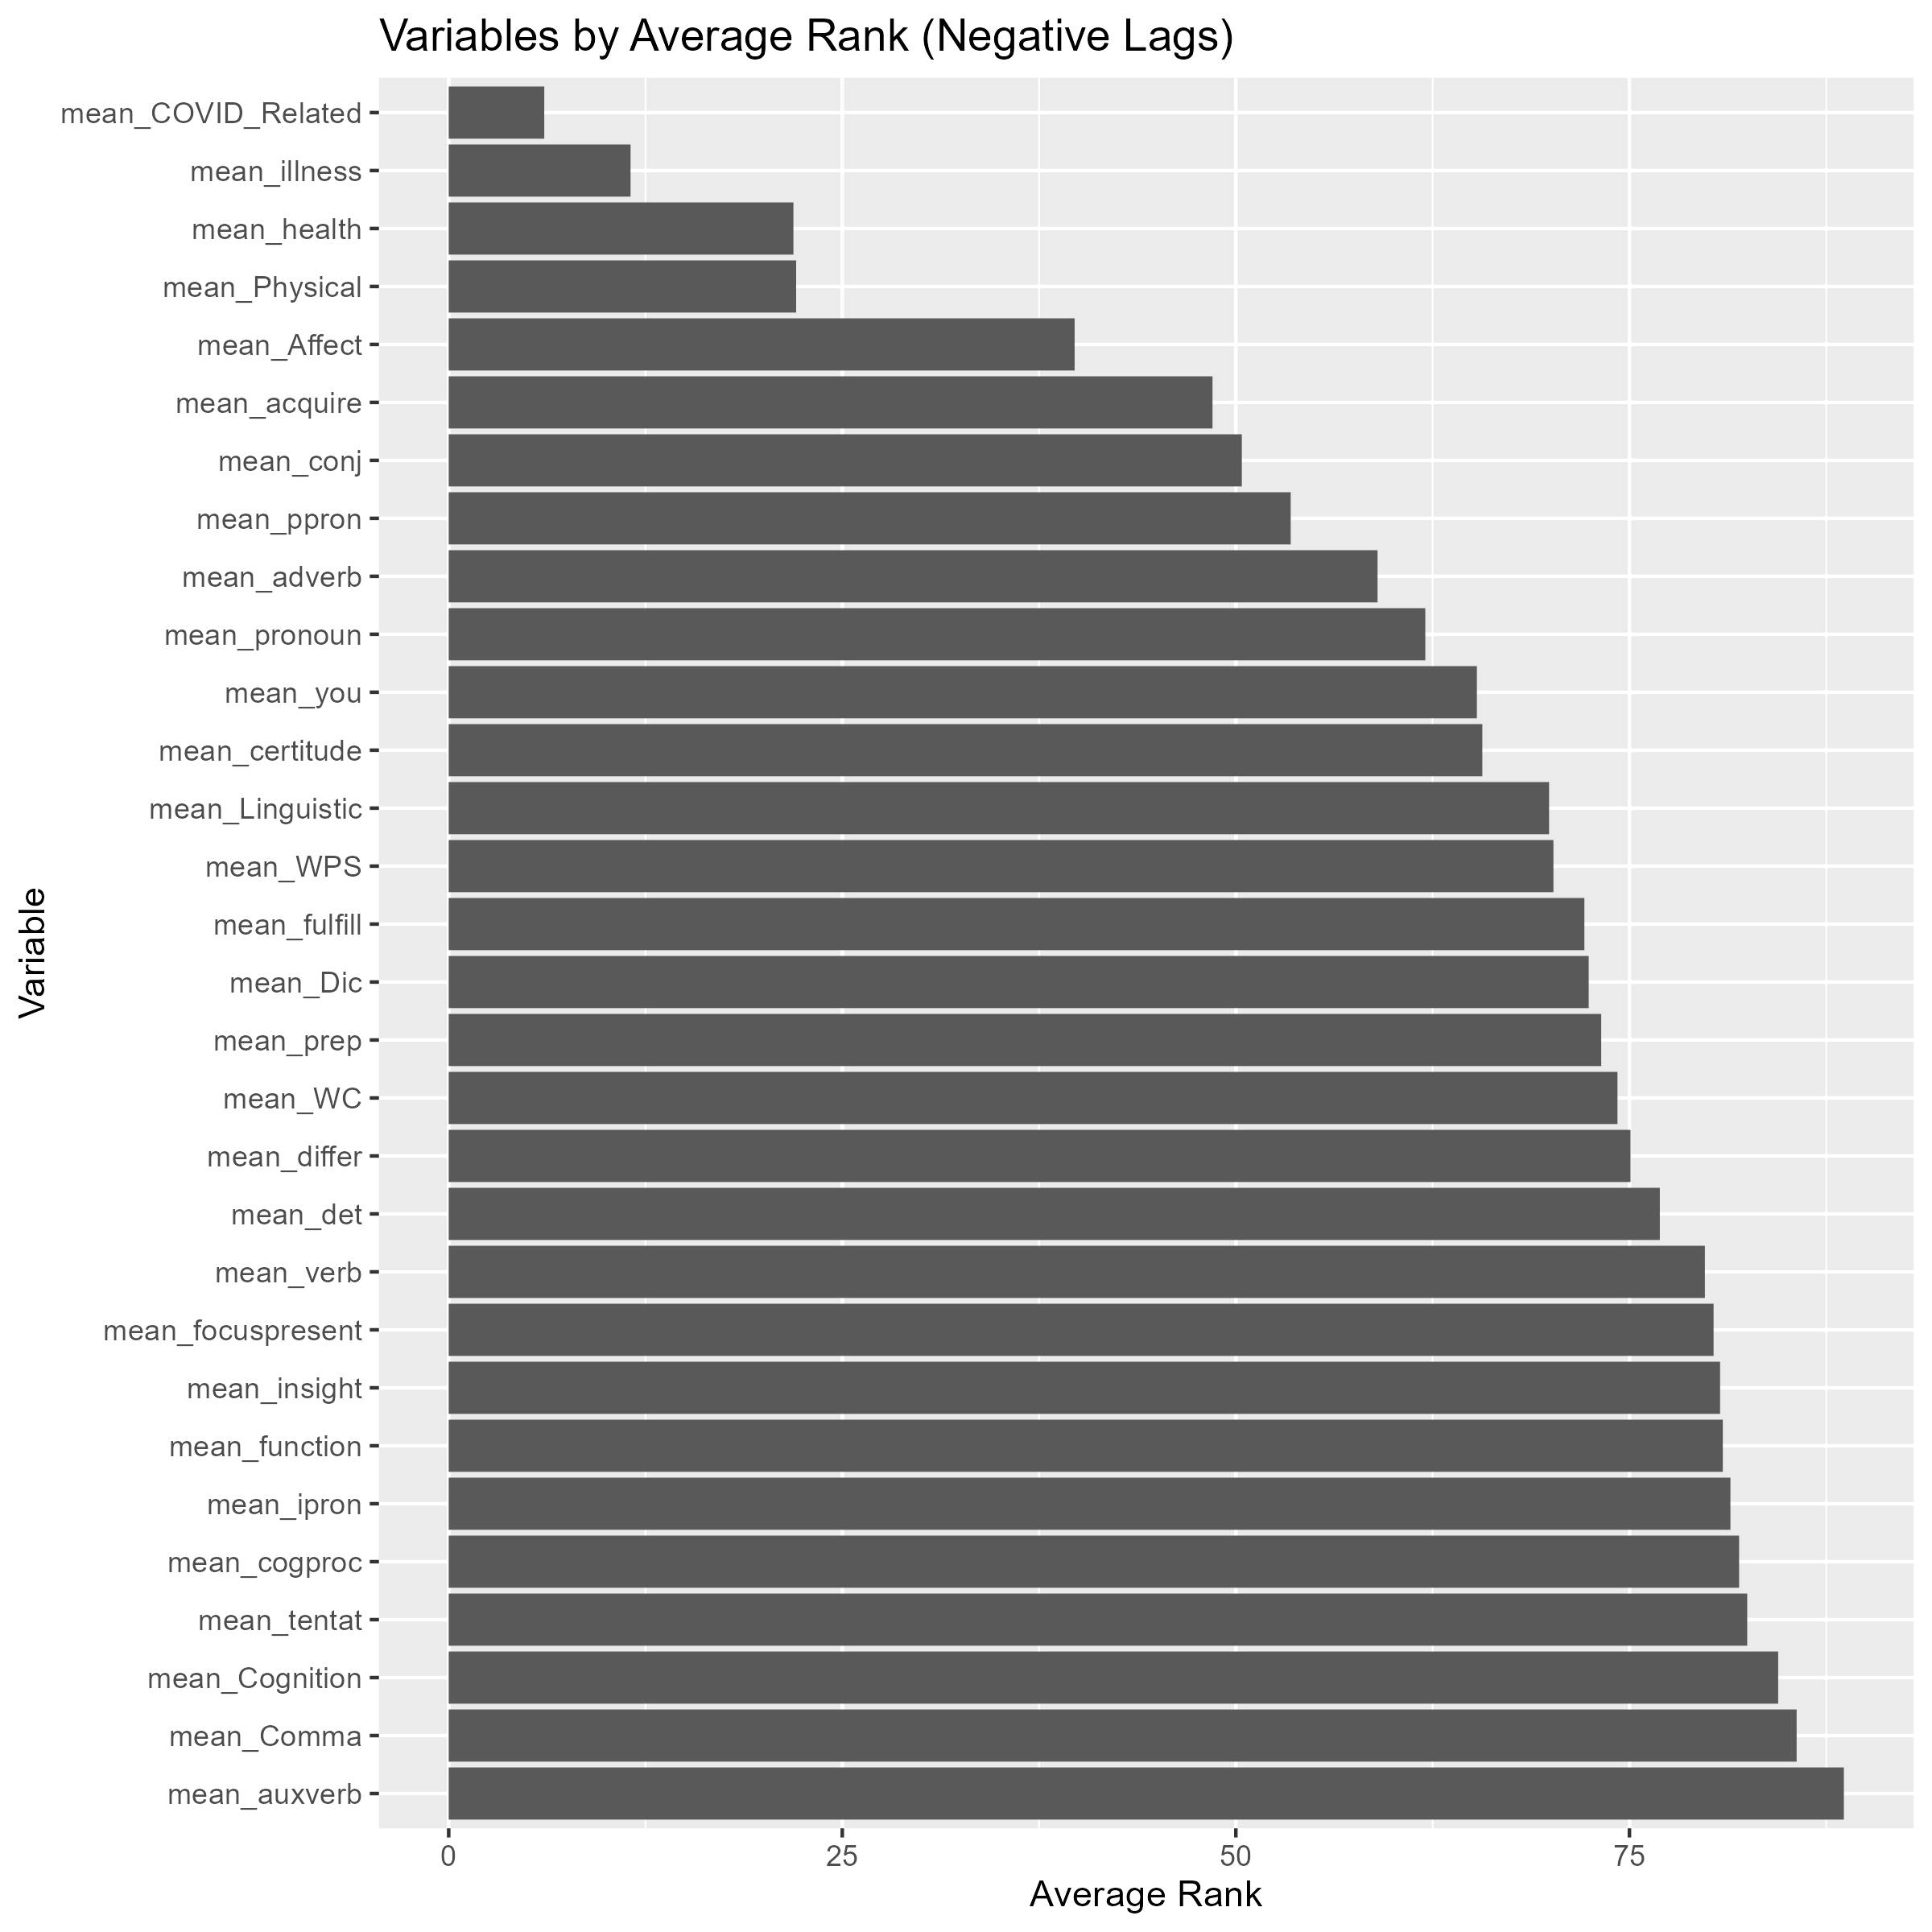 Variables by Average Rank (Negative Lags)
mean_COVID_Related
mean_illness
mean_health
mean_Physical
mean_Affect
mean_acquire
mean_conj
mean_ppron
mean_adverb
mean_pronoun
mean_you
mean_certitude
mean_Linguistic
mean_WPS
mean_fulfill
mean_Dic
mean_prep
mean_WC
mean_differ
mean_det
mean_verb
mean_focuspresent
mean_insight
mean_function
mean_ipron
mean_cogproc
mean_tentat
mean_Cognition
mean_Comma
mean_auxverb
Variable
0 25 50 75
Average Rank